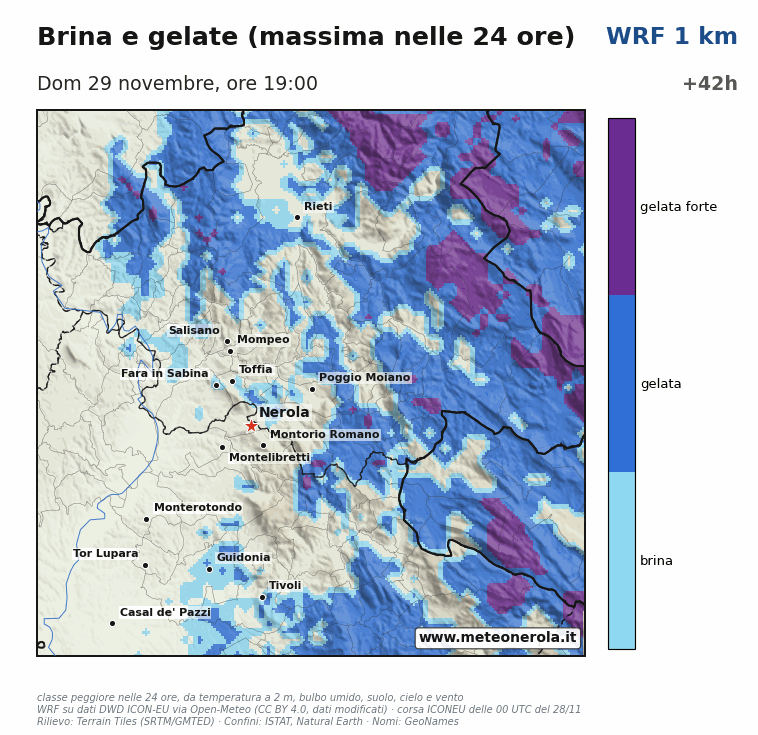 Brina e gelate (massima nelle 24 ore) WRF 1 km
Dom 29 novembre, ore 19:00 +42h
gelata forte
Rieti
Salisano
Mompeo
Toffia
Fara in Sabina
Poggio Moiano
gelata
Nerola
Montorio Romano
Montelibretti
Monterotondo
Tor Lupara
Guidonia
brina
Tivoli
Casal de' Pazzi
www.meteonerola.it
classe peggiore nelle 24 ore, da temperatura a 2 m, bulbo umido, suolo, cielo e vento
WRF su dati DWD ICON-EU via Open-Meteo (CC BY 4.0, dati modificati) · corsa ICONEU delle 00 UTC del 28/11
Rilievo: Terrain Tiles (SRTM/GMTED) · Confini: ISTAT, Natural Earth · Nomi: GeoNames